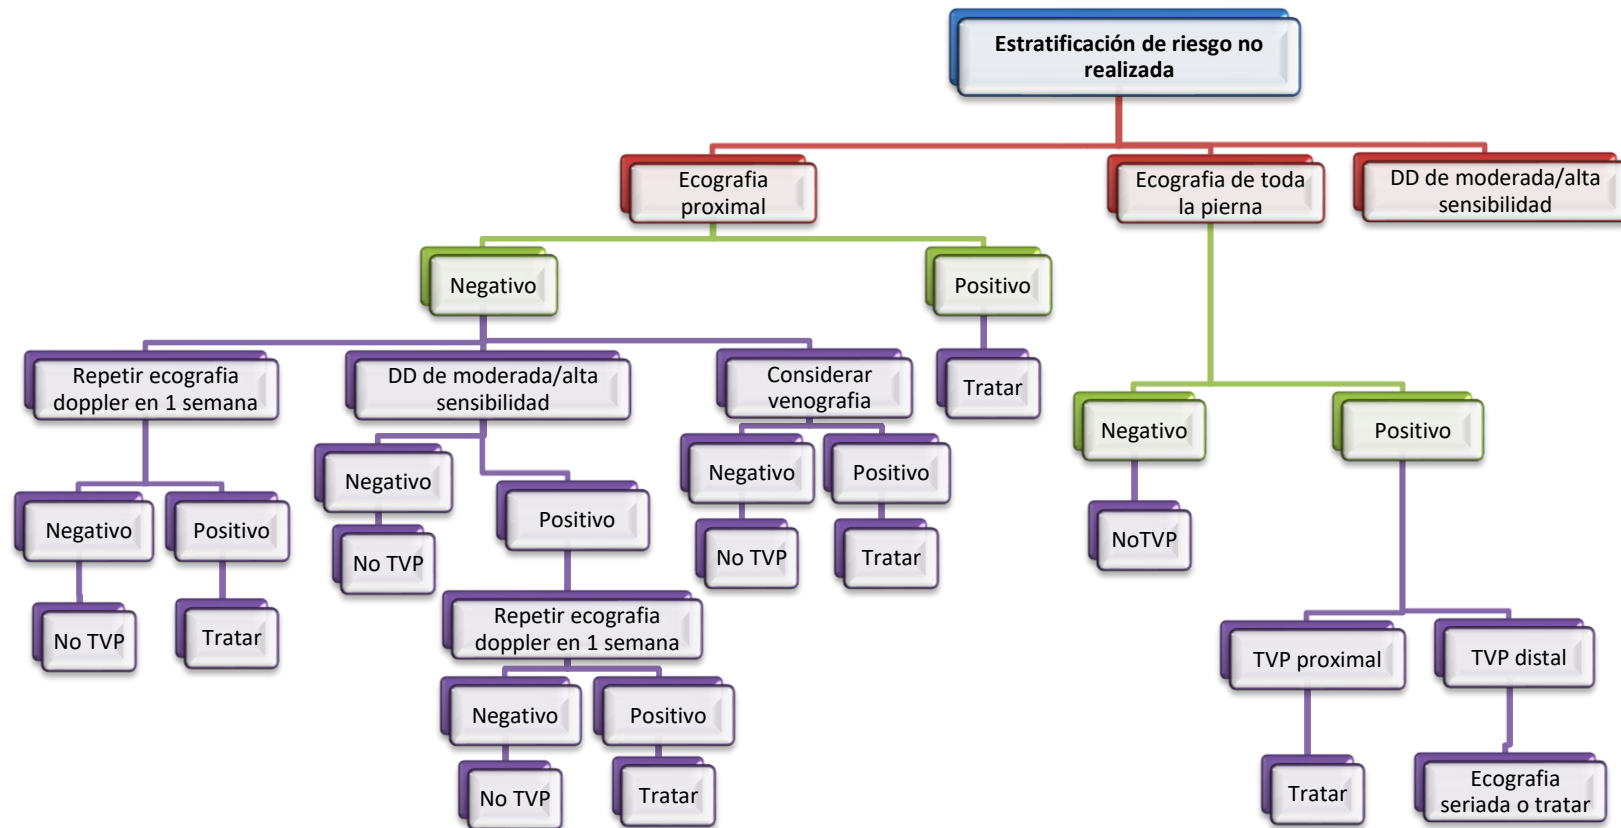 Estratificación de riesgo no
realizada
Ecografia
proximal
Ecografia de toda
la pierna
DD de moderada/alta
sensibilidad
Negativo
Positivo
Repetir ecografia
doppler en 1 semana
DD de moderada/alta
sensibilidad
Considerar
venografia
Tratar
Negativo
Positivo
Negativo
Negativo
Positivo
Negativo
Positivo
Positivo
No TVP
No TVP
Tratar
NoTVP
No TVP
Tratar
Repetir ecografia
doppler en 1 semana
TVP proximal
TVP distal
Negativo
Positivo
No TVP
Tratar
Tratar
Ecografia
seriada o tratar